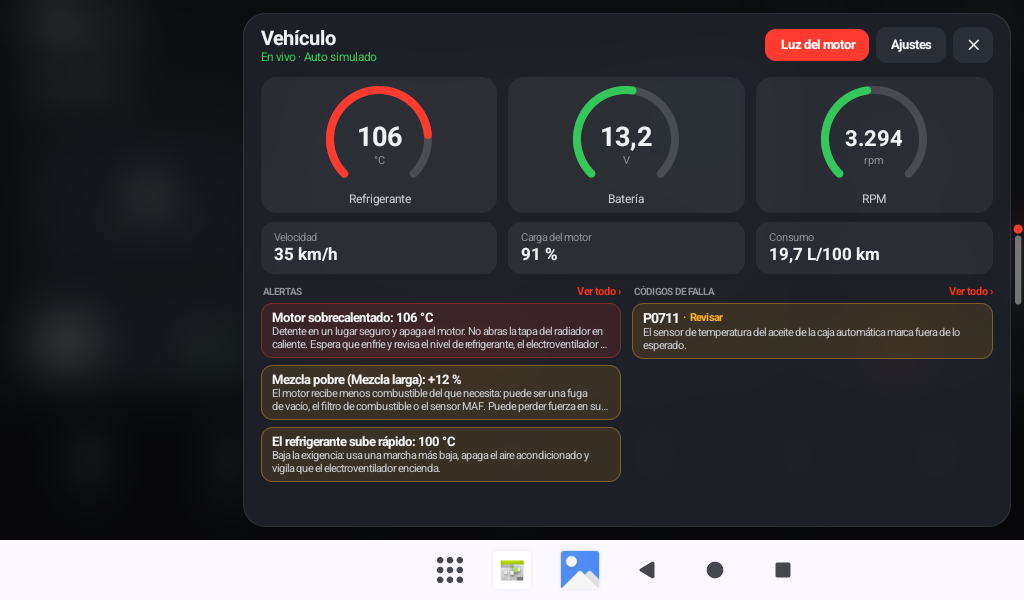 Vehículo
En vivo · Auto simulado
Luz del motor
Ajustes
106
°C
Refrigerante
13,2
V
Batería
3.294
rpm
RPM
Velocidad
35 km/h
Carga del motor
91 %
Consumo
19,7 L/100 km
ALERTAS
Ver todo ›
Motor sobrecalentado: 106 °C
Detente en un lugar seguro y apaga el motor. No abras la tapa del radiador en
caliente. Espera que enfríe y revisa el nivel de refrigerante, el electroventilador ...
Mezcla pobre (Mezcla larga): +12 %
El motor recibe menos combustible del que necesita: puede ser una fuga
de vacío, el filtro de combustible o el sensor MAF. Puede perder fuerza en su...
El refrigerante sube rápido: 100 °C
Baja la exigencia: usa una marcha más baja, apaga el aire acondicionado y
vigila que el electroventilador encienda.
CÓDIGOS DE FALLA
Ver todo ›
P0711 · Revisar
El sensor de temperatura del aceite de la caja automática marca fuera de lo
esperado.